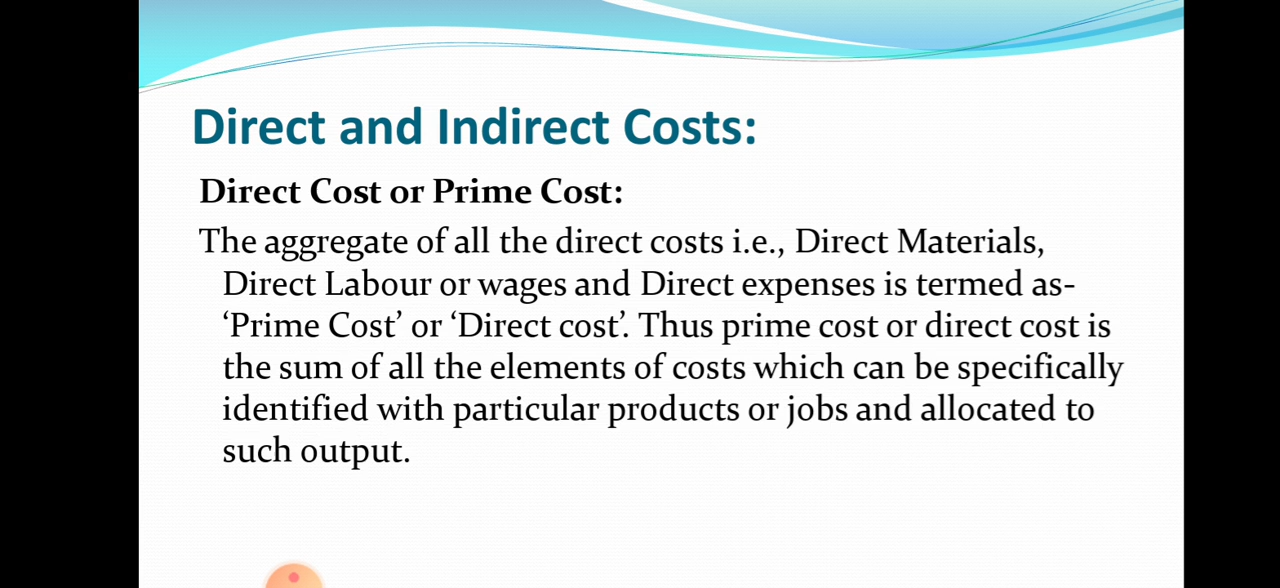 Direct and Indirect Costs:
Direct Cost or Prime Cost:
The aggregate of all the direct costs i.e., Direct Materials,
Direct Labour or wages and Direct expenses is termed as-
‘Prime Cost’ or ‘Direct cost’. Thus prime cost or direct cost is
the sum of all the elements of costs which can be specifically
identified with particular products or jobs and allocated to
such output.